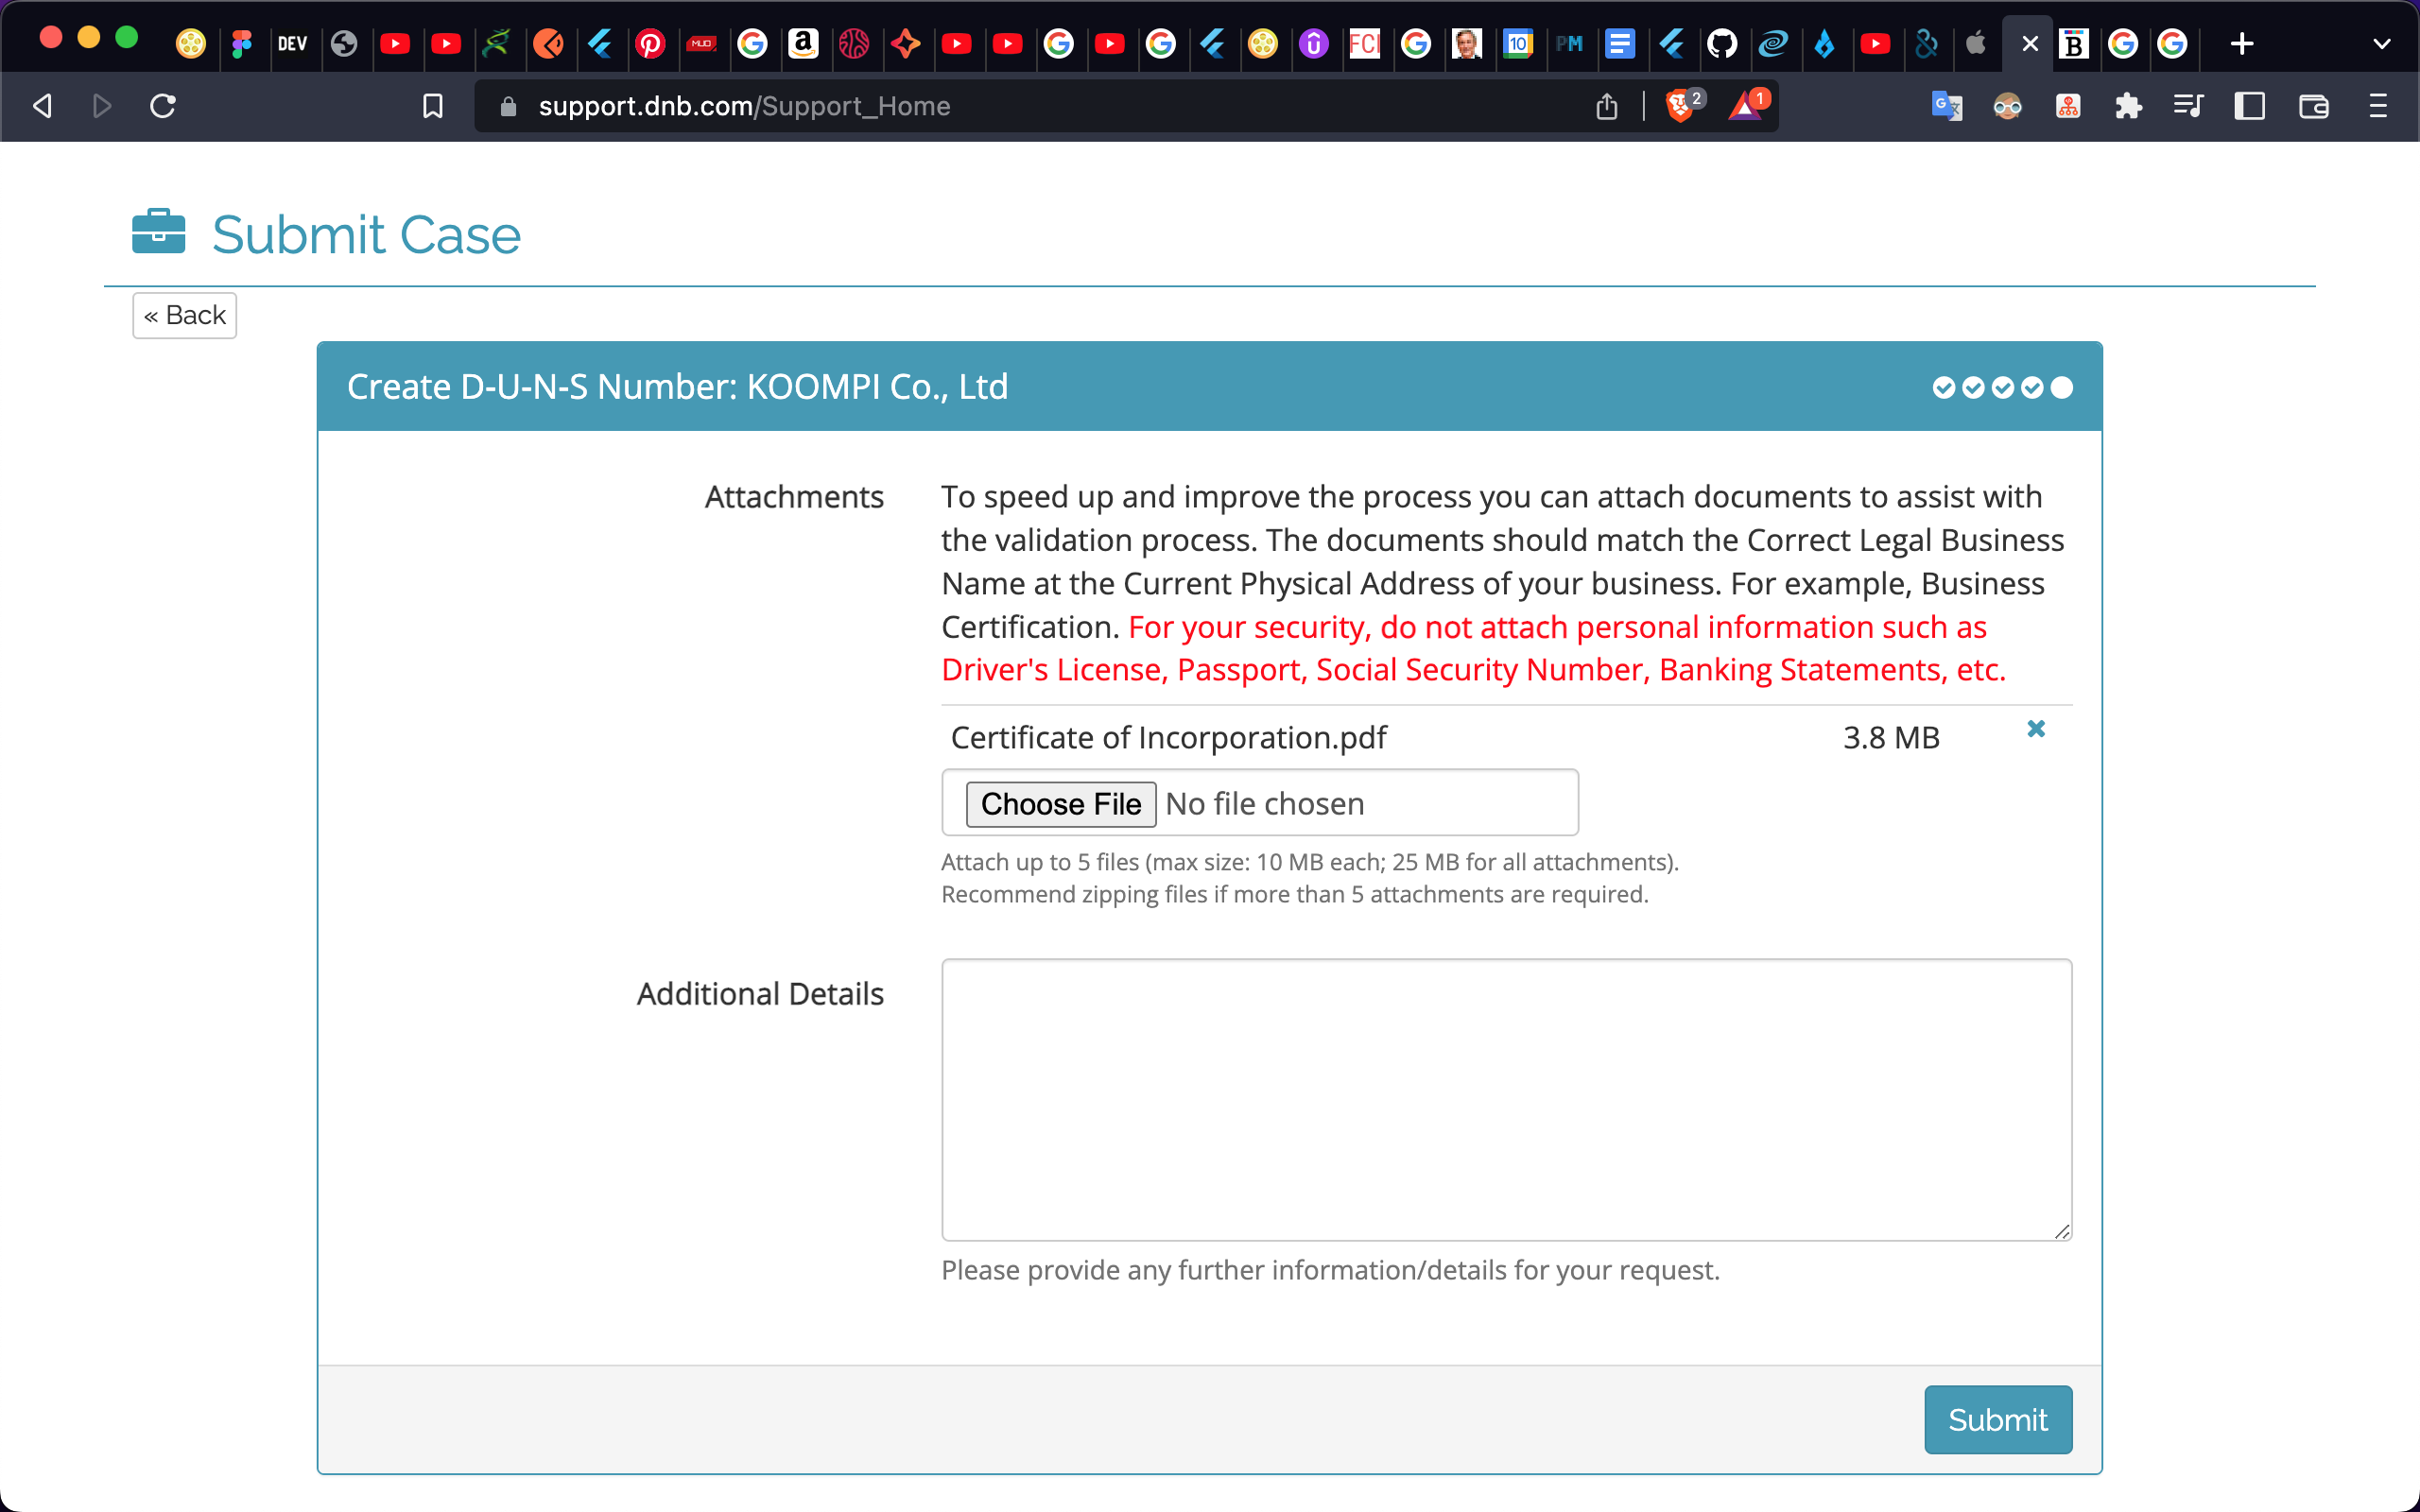 DEV
MUD
a
û
FCI
10
PM
B
support.dnb.com/Support_Home
2
1
Submit Case
« Back
Create D-U-N-S Number: KOOMPI Co., Ltd
Attachments
To speed up and improve the process you can attach documents to assist with
the validation process. The documents should match the Correct Legal Business
Name at the Current Physical Address of your business. For example, Business
Certification. For your security, do not attach personal information such as
Driver's License, Passport, Social Security Number, Banking Statements, etc.
Certificate of Incorporation.pdf 3.8 MB
Choose File No file chosen
Attach up to 5 files (max size: 10 MB each; 25 MB for all attachments).
Recommend zipping files if more than 5 attachments are required.
Additional Details
Please provide any further information/details for your request.
Submit